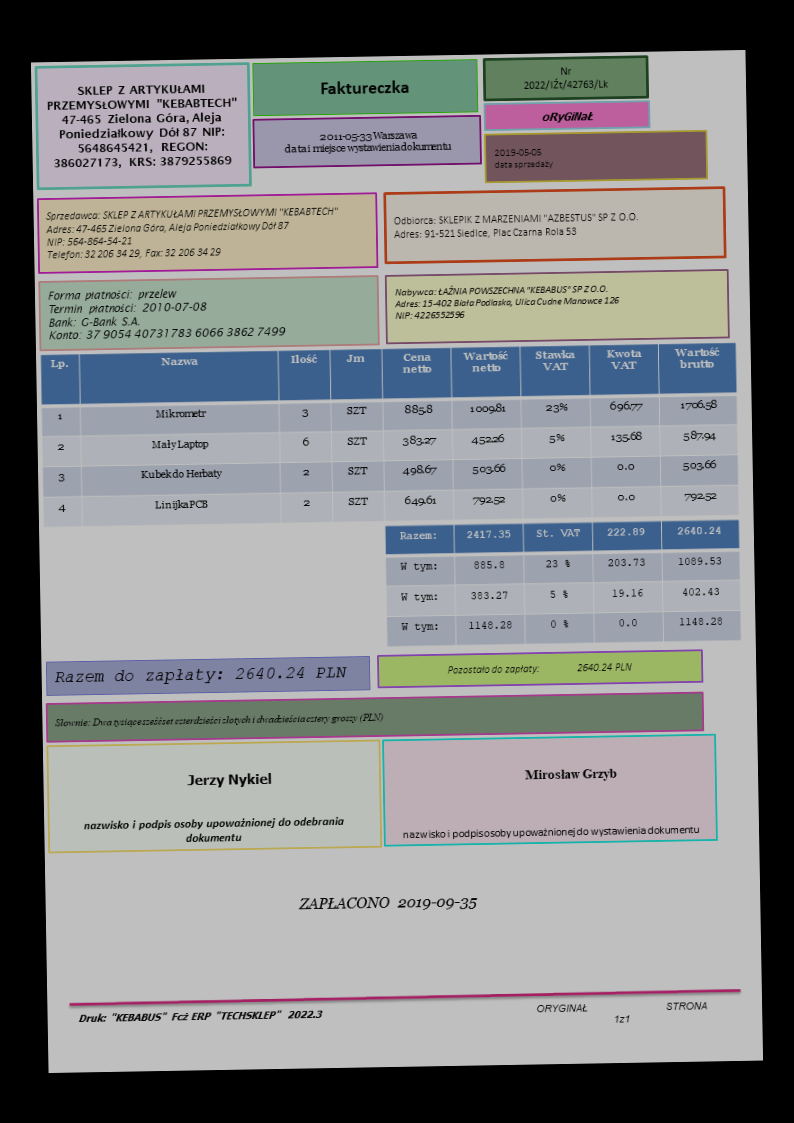 SKLEP Z ARTYKUŁAMI
PRZEMYSŁOWYMI "KEBABTECH"
47-465 Zielona Góra, Aleja
Poniedziałkowy Dół 87 NIP:
5648645421, REGON:
386027173, KRS: 3879255869
Faktureczka
2011-05-33 Warszawa
data i miejsce wystawienia dokumentu
Nr
2022/IŹt/42763/Lk
oRyGiNaŁ
2019-05-05
data sprzedaży
Sprzedawca: SKLEP Z ARTYKUŁAMI PRZEMYSŁOWYMI "KEBABTECH"
Adres: 47-465 Zielona Góra, Aleja Poniedziałkowy Dół 87
NIP: 564-864-54-21
Telefon: 32 206 34 29, Fax: 32 206 34 29
Odbiorca: SKLEPIK Z MARZENIAMI "AZBESTUS" SP Z O.O.
Adres: 91-521 Siedlce, Plac Czarna Rola 53
Forma płatności: przelew
Termin płatności: 2010-07-08
Bank: G-Bank S.A.
Konto: 37 9054 40731783 6066 3862 7499
Nabywca: ŁAŹNIA POWSZECHNA "KEBABUS" SP Z O.O.
Adres: 15-402 Biała Podlaska, Ulica Cudne Manowce 126
NIP: 4226552596
Lp. Nazwa Ilość Jm Cena netto Wartość netto Stawka VAT Kwota VAT Wartość brutto
1 Mikrometr 3 SZT 885.8 1009.81 23% 696.77 1706.58
2 Mały Laptop 6 SZT 383.27 452.26 5% 135.68 587.94
3 Kubek do Herbaty 2 SZT 498.67 503.66 0% 0.0 503.66
4 Linijka PCB 2 SZT 649.61 792.52 0% 0.0 792.52
Razem: 2417.35 St. VAT 222.89 2640.24
W tym: 885.8 23 % 203.73 1089.53
W tym: 383.27 5 % 19.16 402.43
W tym: 1148.28 0 % 0.0 1148.28
Razem do zapłaty: 2640.24 PLN
Pozostało do zapłaty: 2640.24 PLN
Słownie: Dwa tysiące sześćset czterdzieści złotych i dwadzieścia cztery groszy (PLN)
Jerzy Nykiel
nazwisko i podpis osoby upoważnionej do odebrania
dokumentu
Mirosław Grzyb
nazwisko i podpis osoby upoważnionej do wystawienia dokumentu
ZAPŁACONO 2019-09-35
Druk: "KEBABUS" Fcź ERP "TECHSKLEP" 2022.3
ORYGINAŁ STRONA
1z1